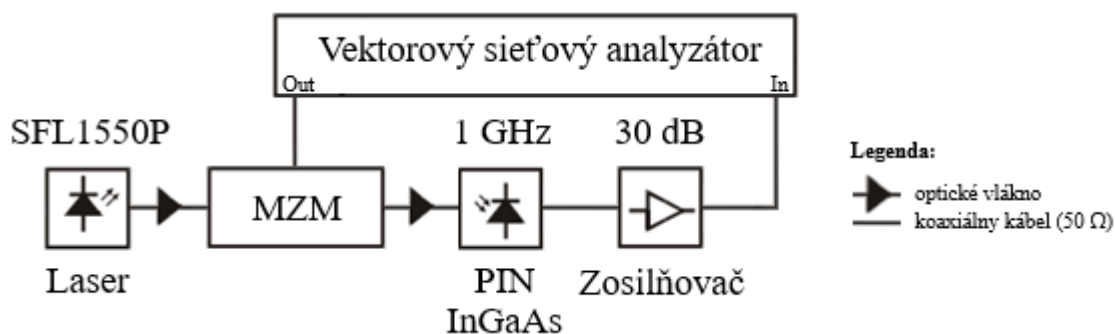 Vektorový sieťový analyzátor
Out
In
SFL1550P
1 GHz
30 dB
MZM
Laser
PIN
InGaAs
Zosilňovač
Legenda:
optické vlákno
koaxiálny kábel (50 Ω)